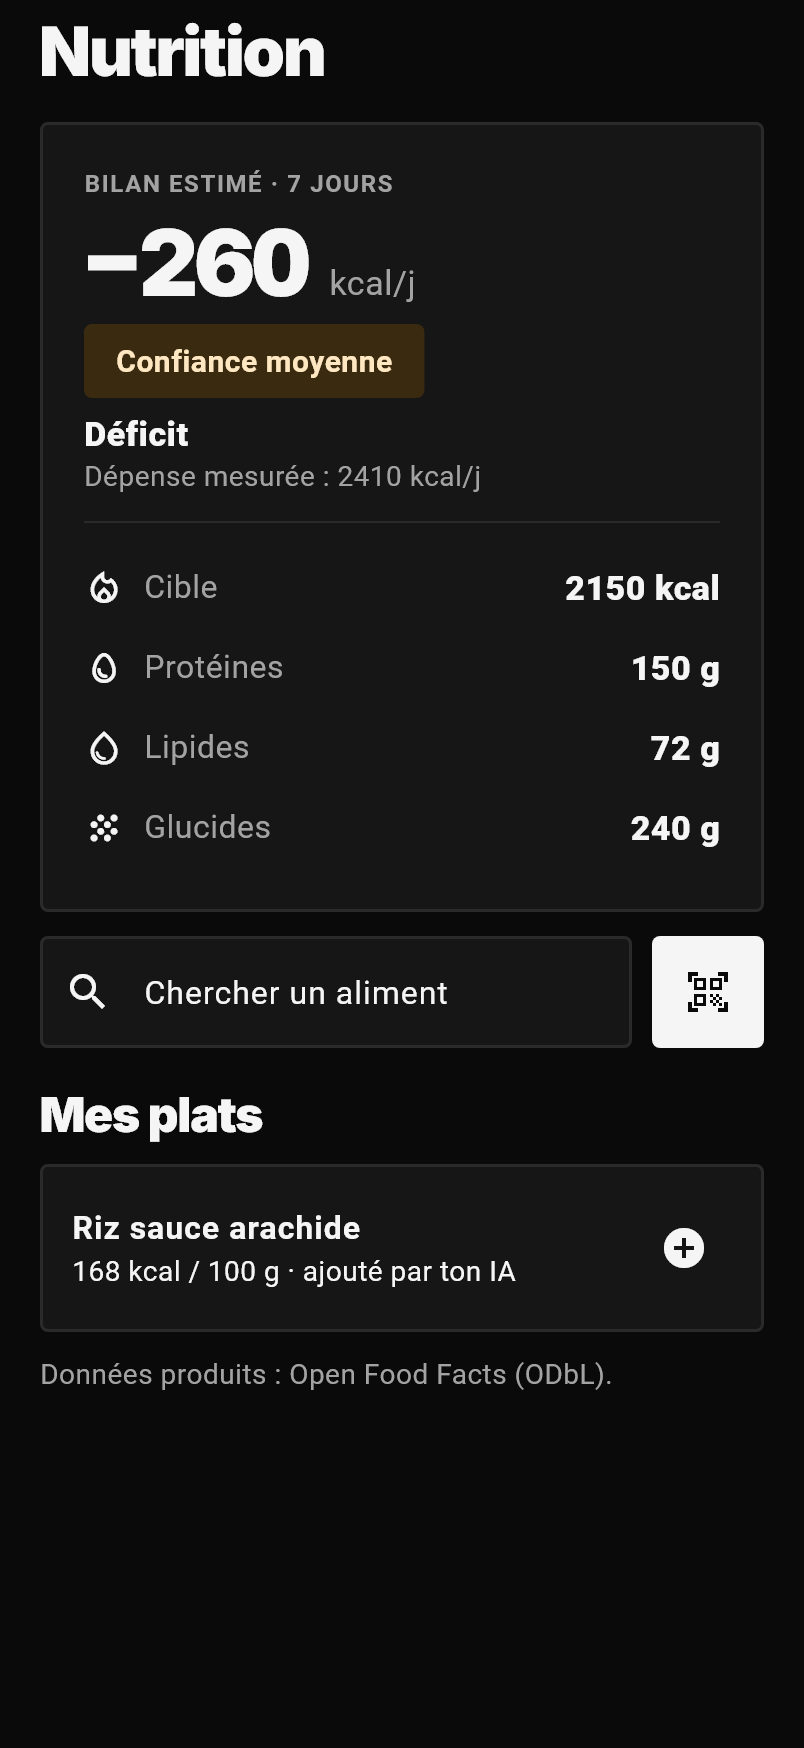 Nutrition
BILAN ESTIMÉ · 7 JOURS
−260 kcal/j
Confiance moyenne
Déficit
Dépense mesurée : 2410 kcal/j
Cible 2150 kcal
Protéines 150 g
Lipides 72 g
Glucides 240 g
Chercher un aliment
Mes plats
Riz sauce arachide
168 kcal / 100 g · ajouté par ton IA
Données produits : Open Food Facts (ODbL).